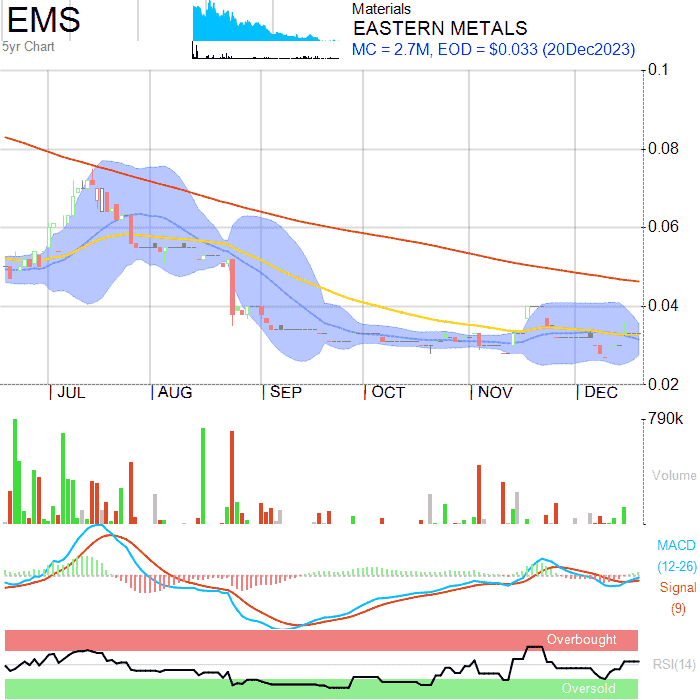 EMS
5yr Chart
Materials
EASTERN METALS
MC = 2.7M, EOD = $0.033 (20Dec2023)
0.1
0.08
0.06
0.04
0.02
JUL AUG SEP OCT NOV DEC
790k
Volume
MACD
(12-26)
Signal
(9)
Overbought
RSI(14)
Oversold